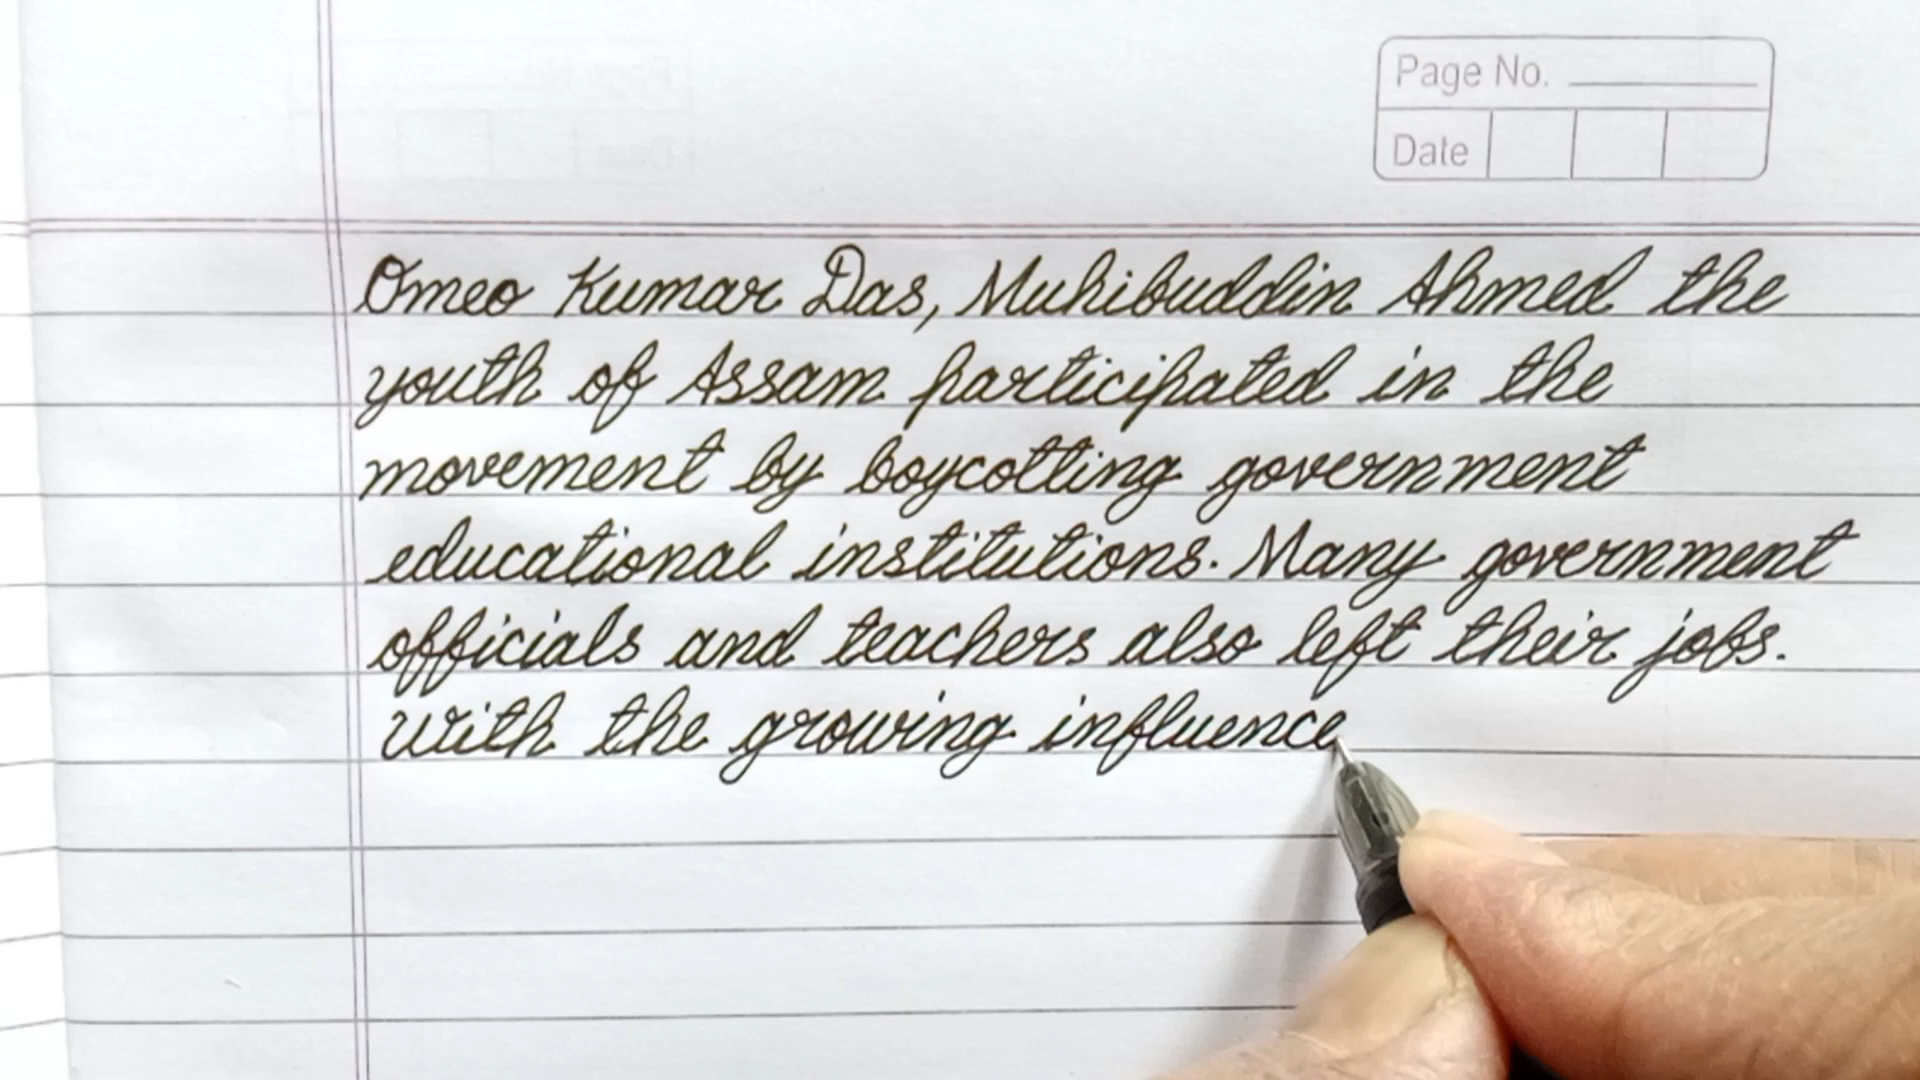 Page No.
Date
Omeo Kumar Das, Muhibuddin Ahmed the
youth of Assam participated in the
movement by boycotting government
educational institutions. Many government
officials and teachers also left their jobs.
With the growing influence